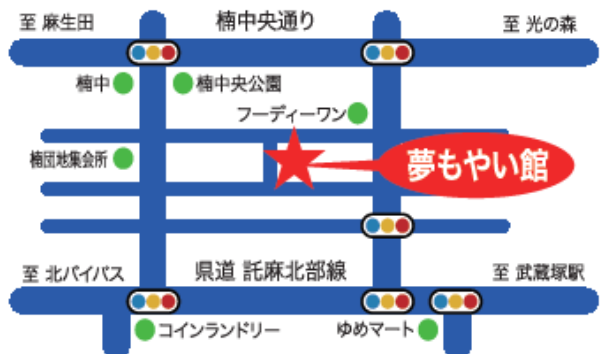 至 麻生田
楠中央通り
至 光の森
楠中
楠中央公園
フーディーワン
楠団地集会所
夢もやい館
至 北バイパス
県道 託麻北部線
至 武蔵塚駅
コインランドリー
ゆめマート